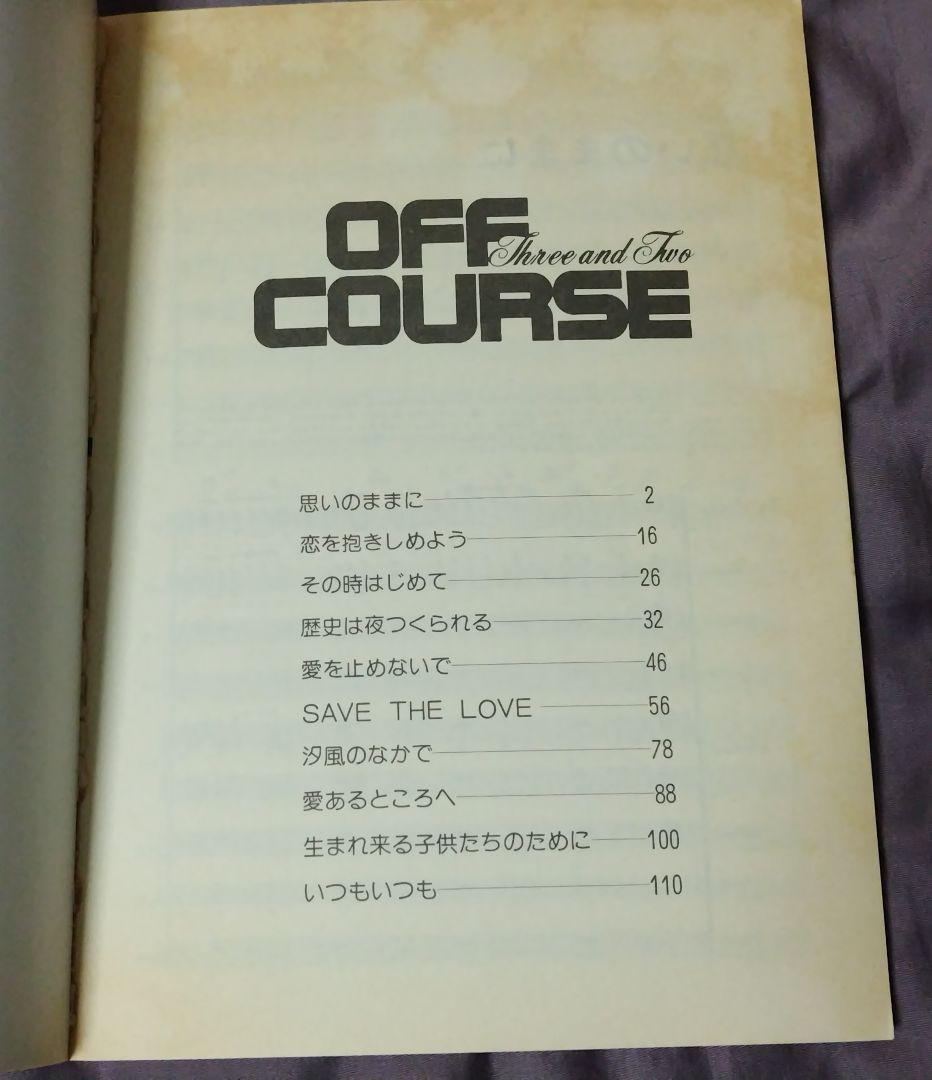 OFF
Three and Two
COURSE
思いのままに 2
恋を抱きしめよう 16
その時はじめて 26
歴史は夜つくられる 32
愛を止めないで 46
SAVE THE LOVE 56
汐風のなかで 78
愛あるところへ 88
生まれ来る子供たちのために 100
いつもいつも 110